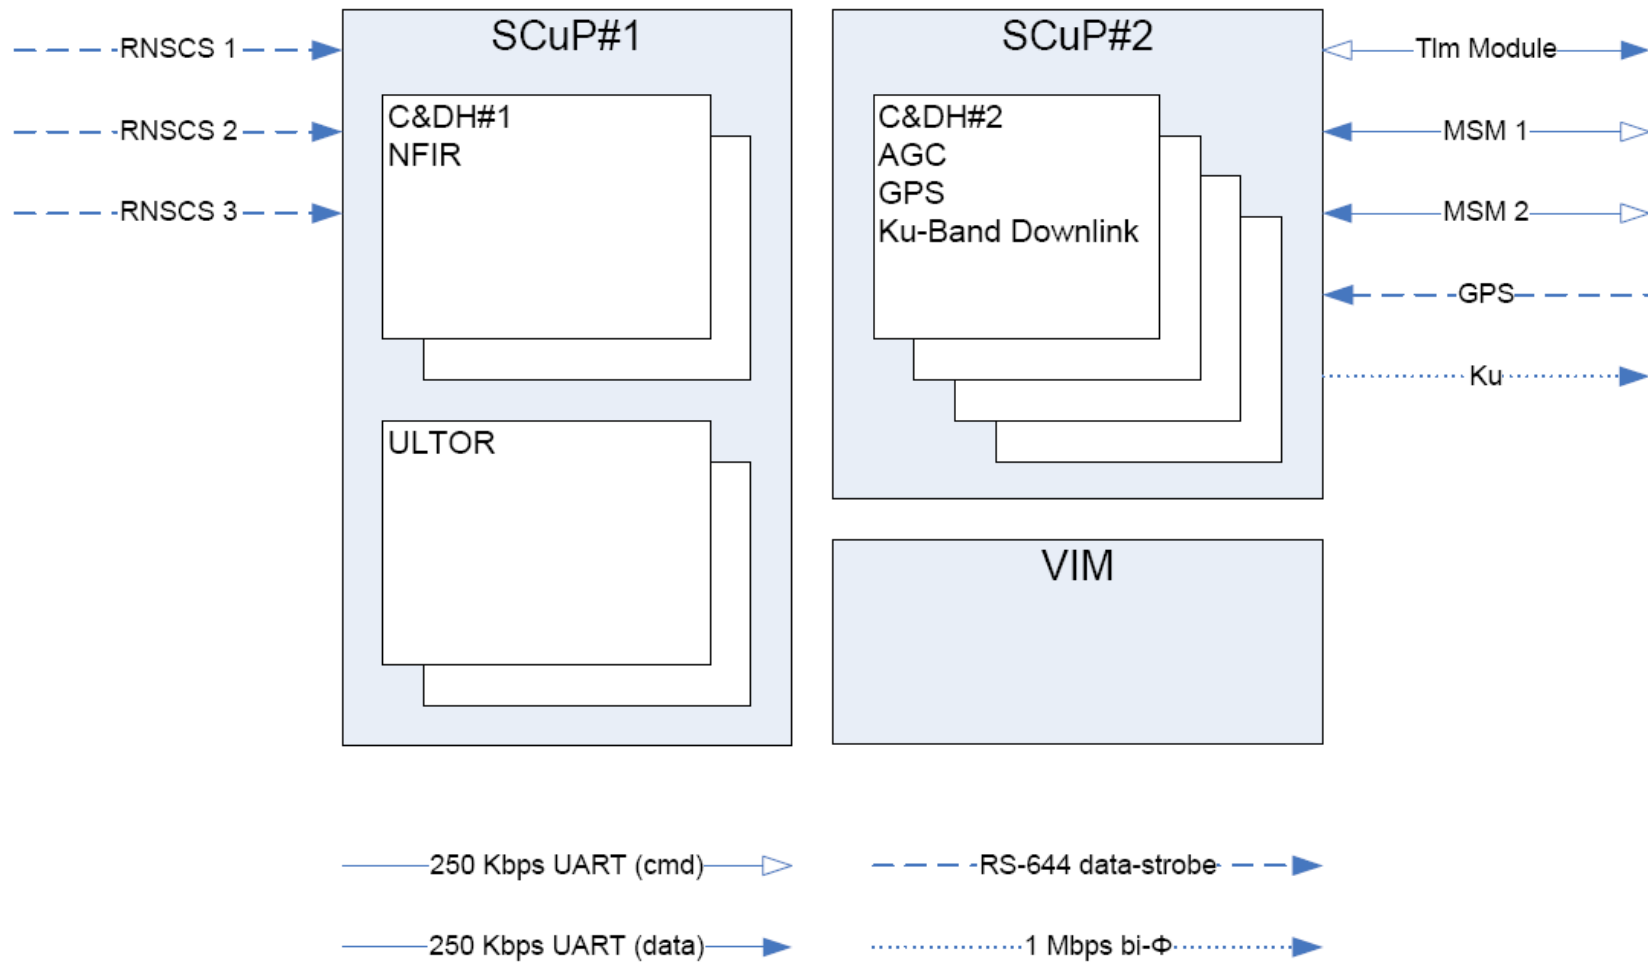 RNSCS 1
RNSCS 2
RNSCS 3
SCuP#1
C&DH#1
NFIR
ULTOR
SCuP#2
C&DH#2
AGC
GPS
Ku-Band Downlink
VIM
Tlm Module
MSM 1
MSM 2
GPS
Ku
250 Kbps UART (cmd)
250 Kbps UART (data)
RS-644 data-strobe
1 Mbps bi-Φ